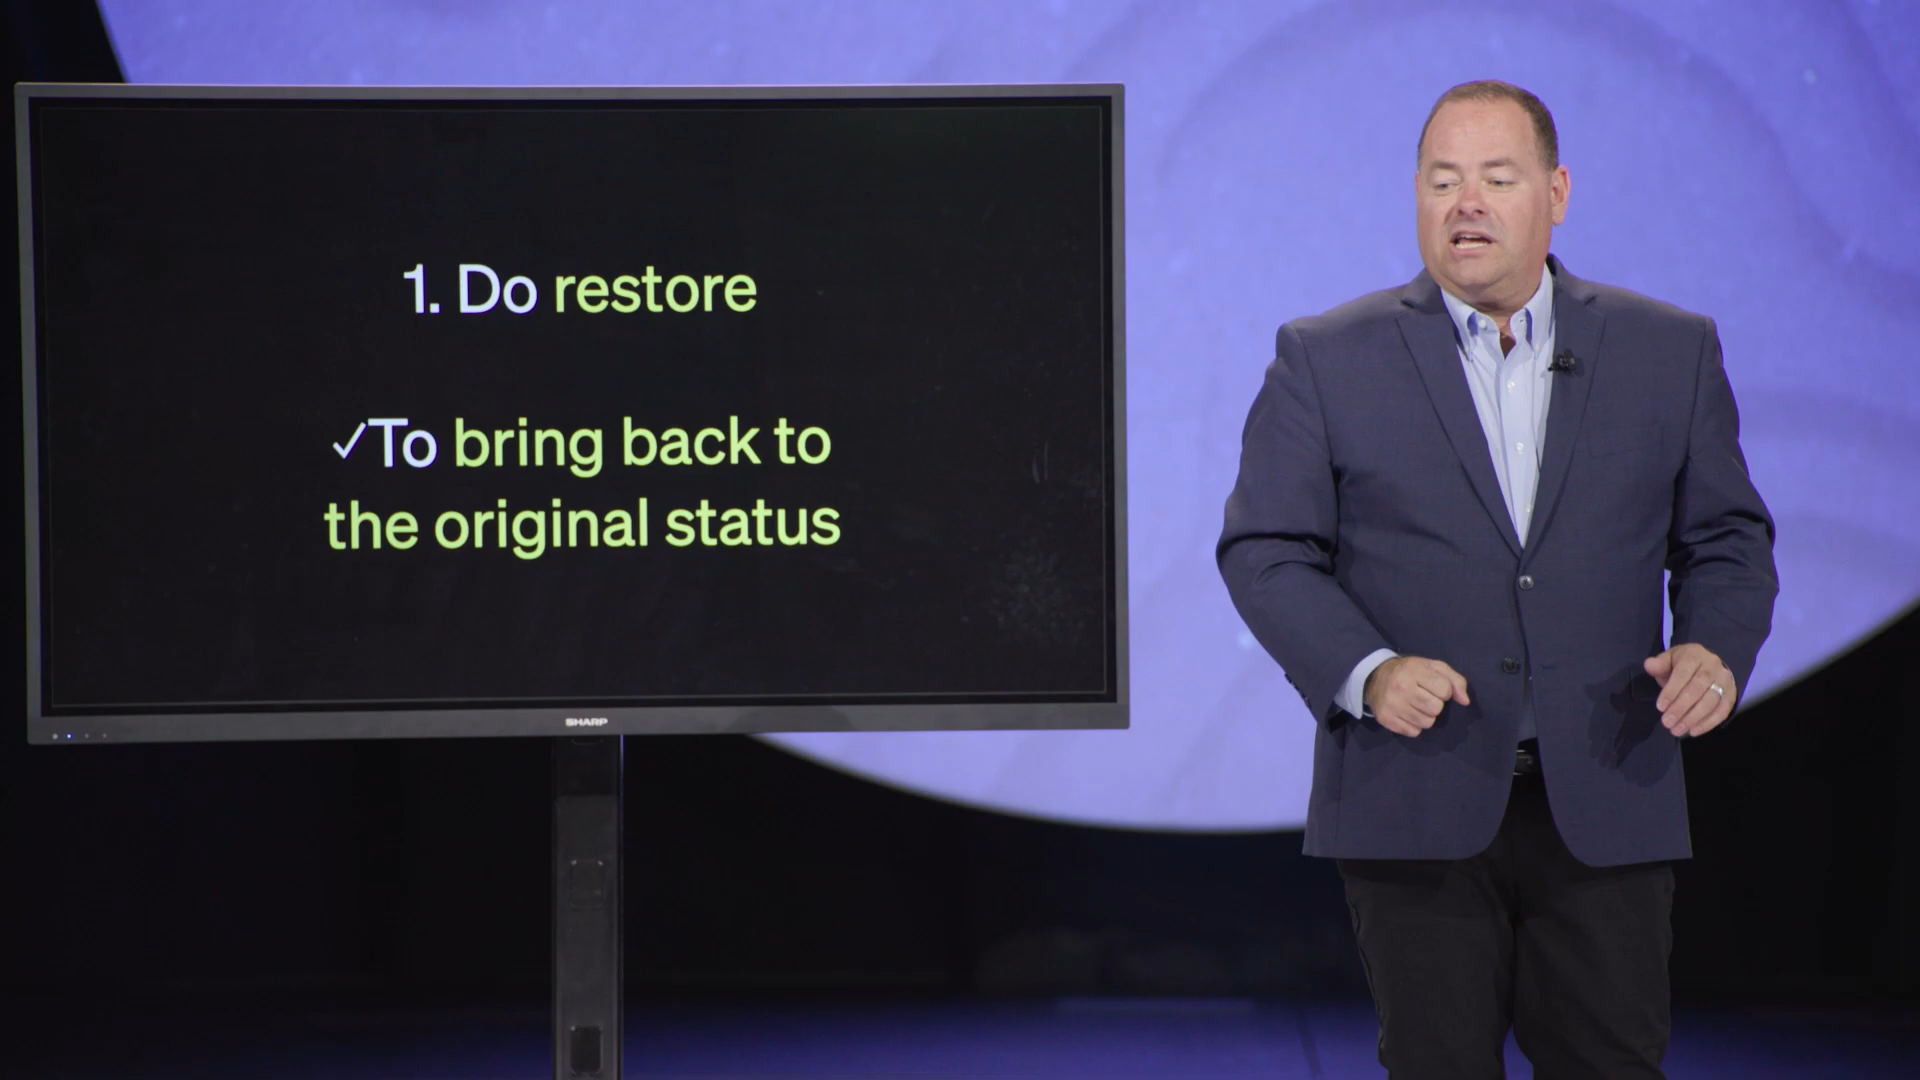 1. Do restore
✓To bring back to
the original status
SHARP